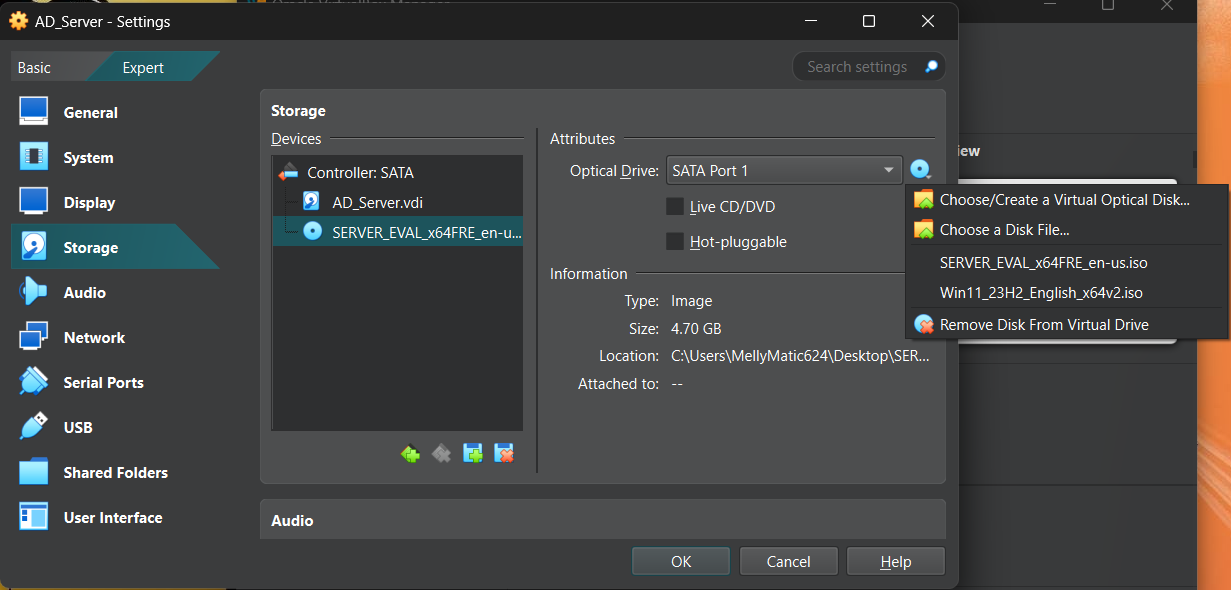 AD_Server - Settings
Basic
Expert
Search settings
General
System
Display
Storage
Audio
Network
Serial Ports
USB
Shared Folders
User Interface
Storage
Devices
Controller: SATA
AD_Server.vdi
SERVER_EVAL_x64FRE_en-u...
Attributes
Optical Drive: SATA Port 1
Live CD/DVD
Hot-pluggable
Information
Type: Image
Size: 4.70 GB
Location: C:\Users\MellyMatic624\Desktop\SER...
Attached to: --
Audio
OK
Cancel
Help
Choose/Create a Virtual Optical Disk...
Choose a Disk File...
SERVER_EVAL_x64FRE_en-us.iso
Win11_23H2_English_x64v2.iso
Remove Disk From Virtual Drive